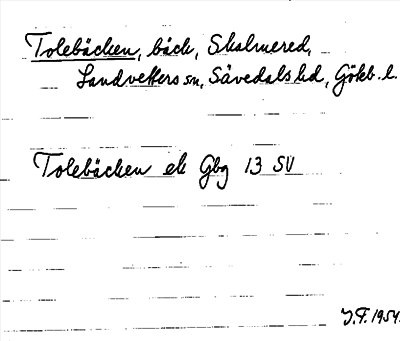 Tolebäcken, bäck, Skalmered,
Landvetters sn, Sävedals hd, Göteb. l.
Tolebäcken ek Gbg 13 SV
J.F. 1954.